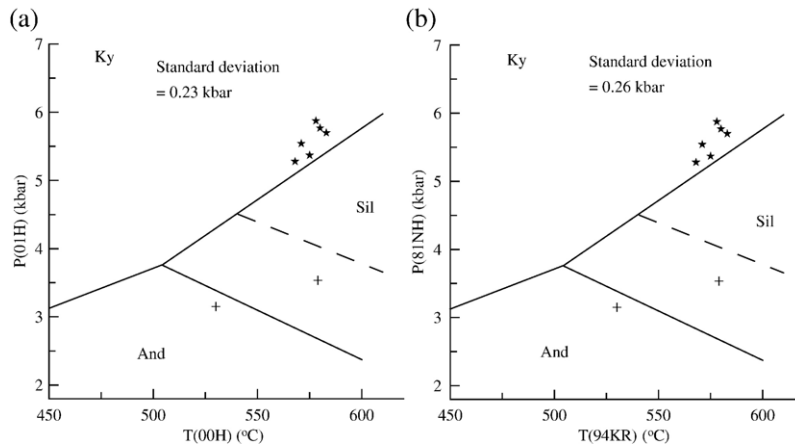 (a)
Ky
Standard deviation
= 0.23 kbar
Sil
And
P(01H) (kbar)
7
6
5
4
3
2
450
500
550
600
T(00H) (°C)
(b)
Ky
Standard deviation
= 0.26 kbar
Sil
And
P(81NH) (kbar)
7
6
5
4
3
2
450
500
550
600
T(94KR) (°C)